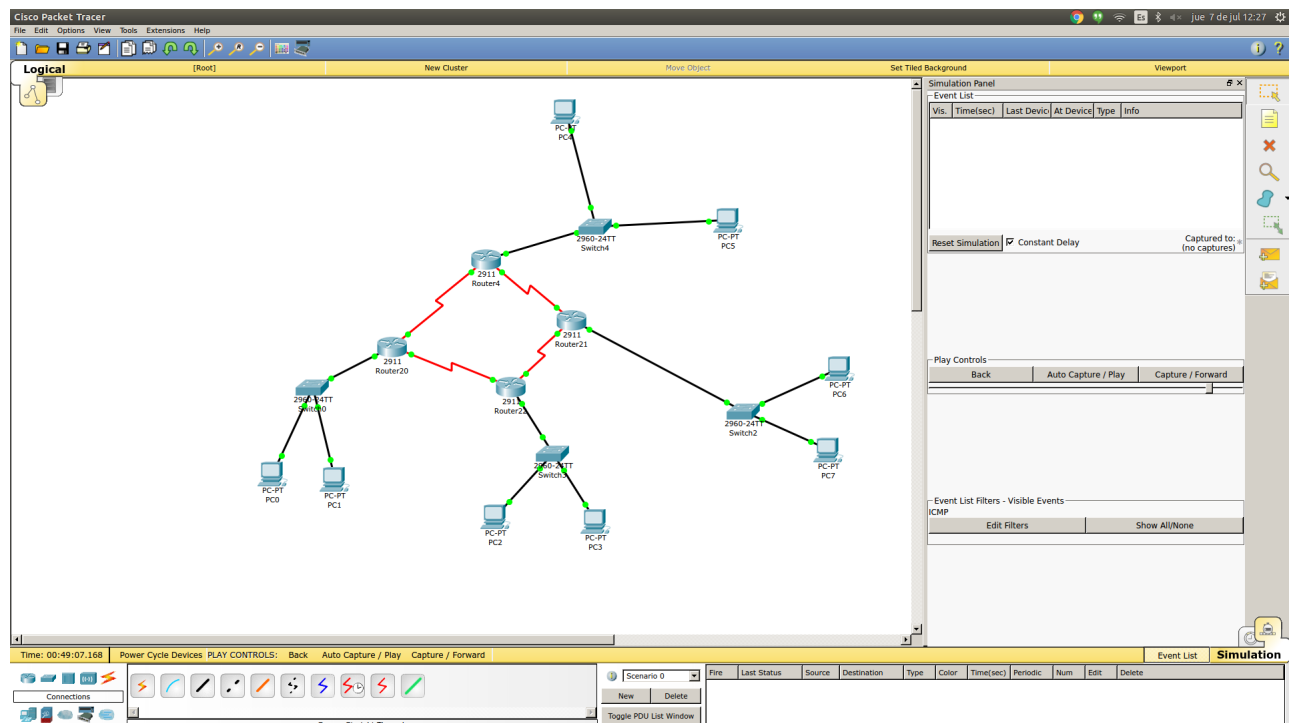 Cisco Packet Tracer
Es jue 7 de jul 12:27
File Edit Options View Tools Extensions Help
Logical [Root] New Cluster Move Object Set Tiled Background Viewport
Simulation Panel
Event List
Vis. Time(sec) Last Devic At Device Type Info
Reset Simulation Constant Delay Captured to:
(no captures)
Play Controls
Back Auto Capture / Play Capture / Forward
Event List Filters - Visible Events
ICMP
Edit Filters Show All/None
PC-PT
PC4
PC-PT
PC5
2960-24TT
Switch4
2911
Router4
2911
Router21
2911
Router20
2911
Router22
2960-24TT
Switch0
PC-PT
PC6
2960-24TT
Switch2
PC-PT
PC7
2960-24TT
PC-PT
PC0
PC-PT
PC1
PC-PT
PC2
PC-PT
PC3
Time: 00:49:07.168 Power Cycle Devices PLAY CONTROLS: Back Auto Capture / Play Capture / Forward Event List Simulation
Connections
Scenario 0
New Delete
Toggle PDU List Window
Fire Last Status Source Destination Type Color Time(sec) Periodic Num Edit Delete